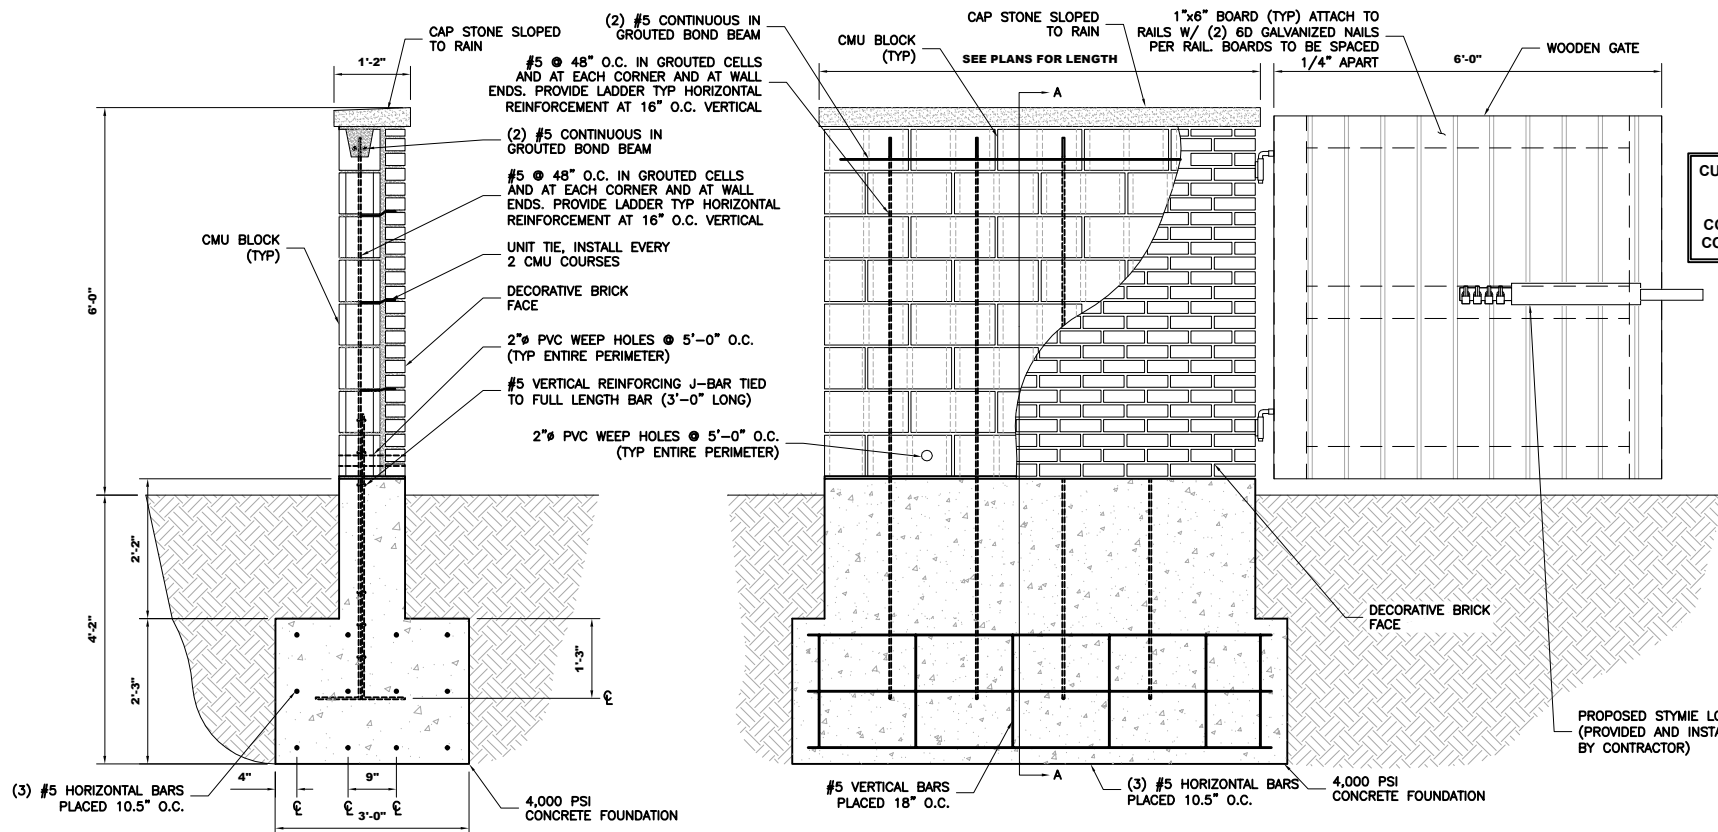 CAP STONE SLOPED
TO RAIN
1'-2"
#5 @ 48" O.C. IN GROUTED CELLS
AND AT EACH CORNER AND AT WALL
ENDS. PROVIDE LADDER TYP HORIZONTAL
REINFORCEMENT AT 16" O.C. VERTICAL
(2) #5 CONTINUOUS IN
GROUTED BOND BEAM
#5 @ 48" O.C. IN GROUTED CELLS
AND AT EACH CORNER AND AT WALL
ENDS. PROVIDE LADDER TYP HORIZONTAL
REINFORCEMENT AT 16" O.C. VERTICAL
CMU BLOCK
(TYP)
UNIT TIE, INSTALL EVERY
2 CMU COURSES
DECORATIVE BRICK
FACE
2"ø PVC WEEP HOLES @ 5'-0" O.C.
(TYP ENTIRE PERIMETER)
#5 VERTICAL REINFORCING J-BAR TIED
TO FULL LENGTH BAR (3'-0" LONG)
2"ø PVC WEEP HOLES @ 5'-0" O.C.
(TYP ENTIRE PERIMETER)
6'-0"
4'-2"
2'-2"
2'-3"
1'-3"
℄
4"
9"
℄ ℄ ℄
3'-0"
(3) #5 HORIZONTAL BARS
PLACED 10.5" O.C.
4,000 PSI
CONCRETE FOUNDATION
(2) #5 CONTINUOUS IN
GROUTED BOND BEAM
CMU BLOCK
(TYP)
CAP STONE SLOPED
TO RAIN
SEE PLANS FOR LENGTH
A
1"x6" BOARD (TYP) ATTACH TO
RAILS W/ (2) 6D GALVANIZED NAILS
PER RAIL. BOARDS TO BE SPACED
1/4" APART
WOODEN GATE
6'-0"
CU
CO
CO
DECORATIVE BRICK
FACE
PROPOSED STYMIE LO
(PROVIDED AND INSTA
BY CONTRACTOR)
#5 VERTICAL BARS
PLACED 18" O.C.
A
(3) #5 HORIZONTAL BARS
PLACED 10.5" O.C.
4,000 PSI
CONCRETE FOUNDATION